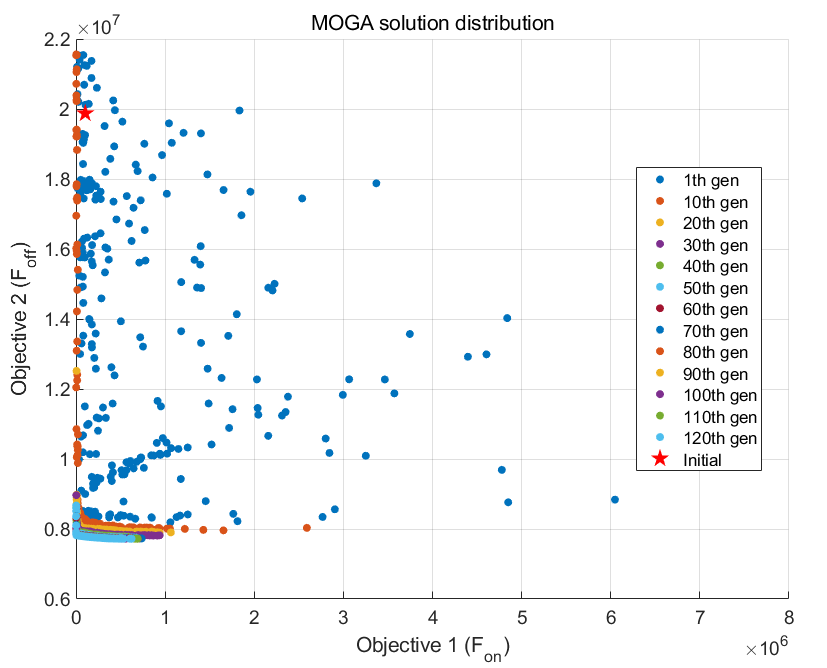 MOGA solution distribution
×10^7
2.2
2
1.8
1.6
1.4
1.2
1
0.8
0.6
Objective 2 (F_off)
1th gen
10th gen
20th gen
30th gen
40th gen
50th gen
60th gen
70th gen
80th gen
90th gen
100th gen
110th gen
120th gen
Initial
0 1 2 3 4 5 6 7 8
Objective 1 (F_on)
×10^6